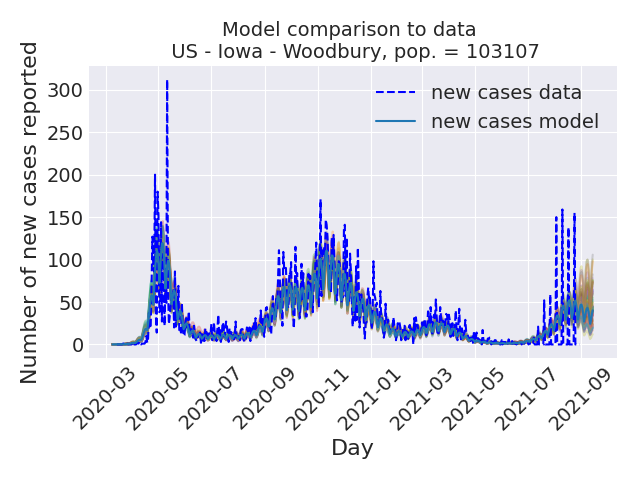 Model comparison to data
US - Iowa - Woodbury, pop. = 103107
Number of new cases reported
300
250
200
150
100
50
0
new cases data
new cases model
2020-03
2020-05
2020-07
2020-09
2020-11
2021-01
2021-03
2021-05
2021-07
2021-09
Day